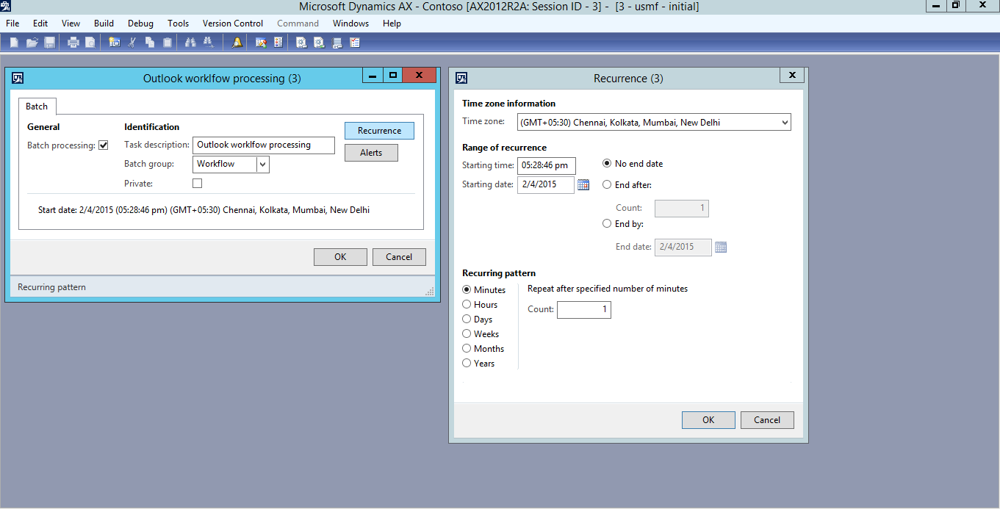 Microsoft Dynamics AX - Contoso [AX2012R2A: Session ID - 3] - [3 - usmf - initial]
File Edit View Build Debug Tools Version Control Command Windows Help
Outlook worklfow processing (3)
Batch
General
Batch processing:
Identification
Task description: Outlook worklfow processing
Batch group: Workflow
Private:
Recurrence
Alerts
Start date: 2/4/2015 (05:28:46 pm) (GMT+05:30) Chennai, Kolkata, Mumbai, New Delhi
OK Cancel
Recurring pattern
Recurrence (3)
Time zone information
Time zone: (GMT+05:30) Chennai, Kolkata, Mumbai, New Delhi
Range of recurrence
Starting time: 05:28:46 pm
Starting date: 2/4/2015
No end date
End after:
Count: 1
End by:
End date: 2/4/2015
Recurring pattern
Minutes
Hours
Days
Weeks
Months
Years
Repeat after specified number of minutes
Count: 1
OK Cancel